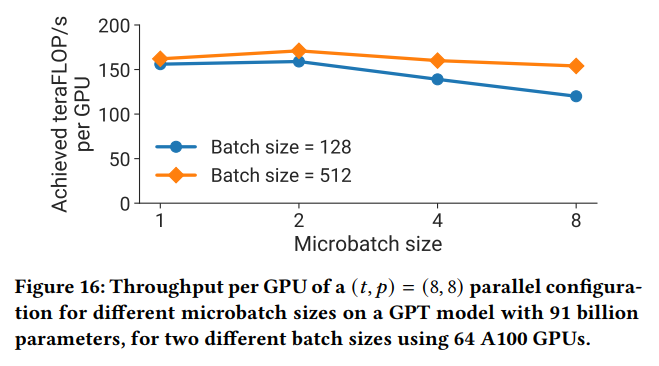 200
150
100
50
0
Achieved teraFLOP/s
per GPU
Batch size = 128
Batch size = 512
1 2 4 8
Microbatch size
Figure 16: Throughput per GPU of a (t, p) = (8, 8) parallel configura-
tion for different microbatch sizes on a GPT model with 91 billion
parameters, for two different batch sizes using 64 A100 GPUs.